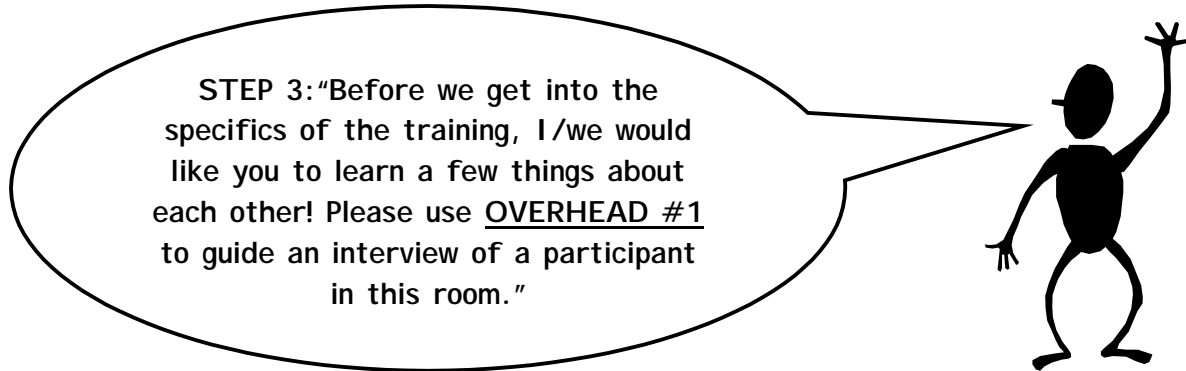 STEP 3:“Before we get into the
specifics of the training, I/we would
like you to learn a few things about
each other! Please use OVERHEAD #1
to guide an interview of a participant
in this room.”